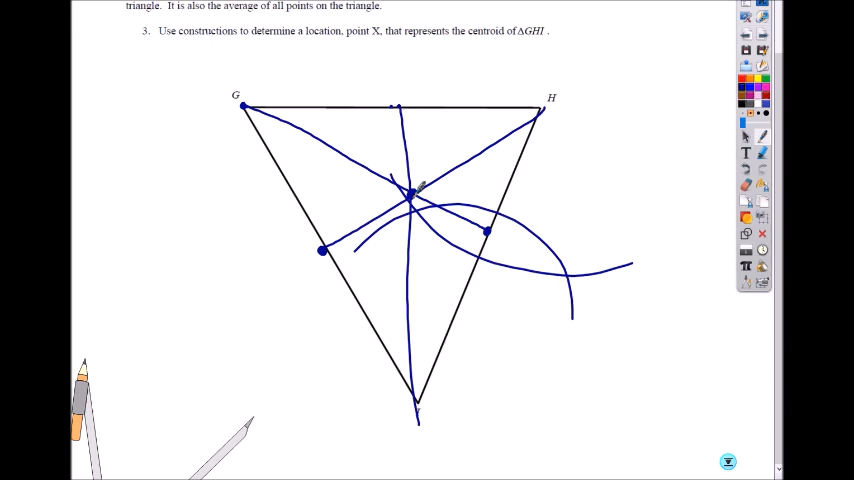 triangle. It is also the average of all points on the triangle.
3. Use constructions to determine a location, point X, that represents the centroid of ΔGHI .
G
H
I
T